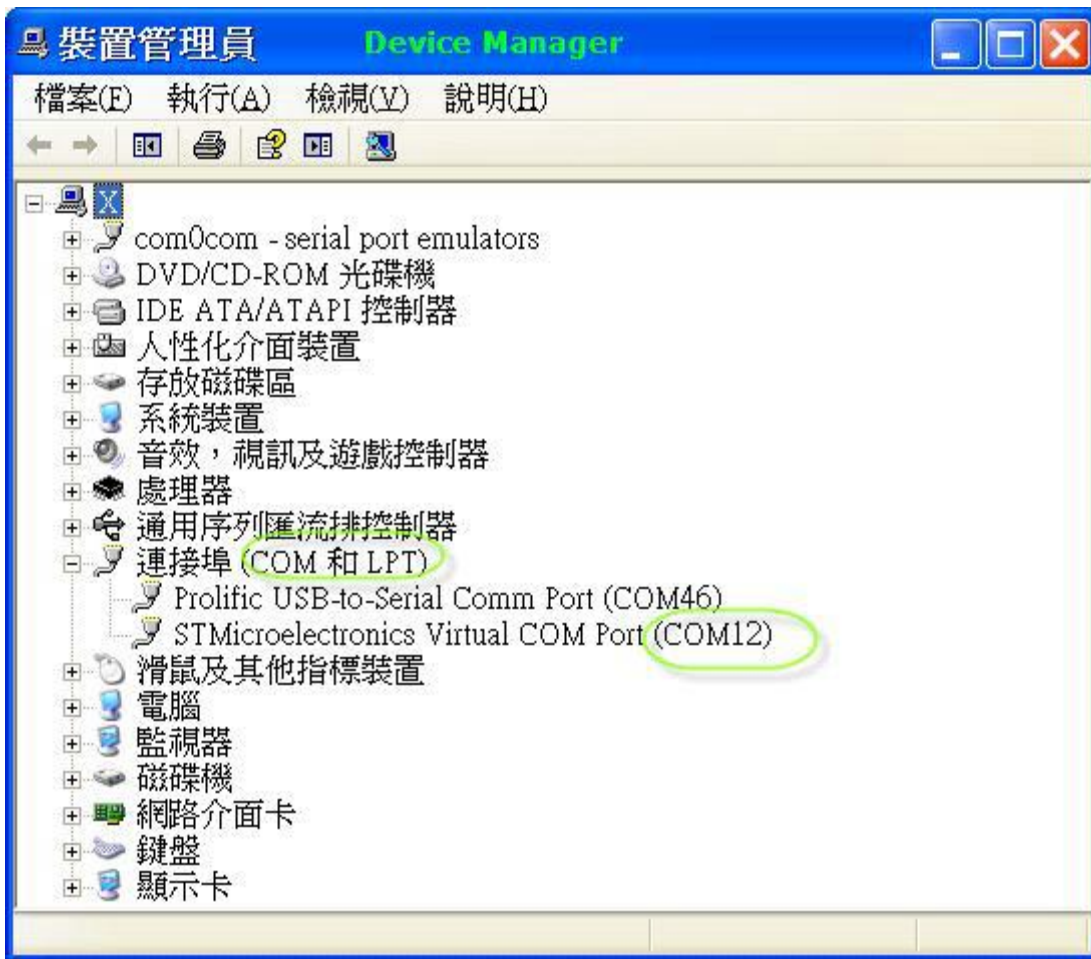 裝置管理員 Device Manager
檔案(F) 執行(A) 檢視(V) 說明(H)
X
com0com - serial port emulators
DVD/CD-ROM 光碟機
IDE ATA/ATAPI 控制器
人性化介面裝置
存放磁碟區
系統裝置
音效，視訊及遊戲控制器
處理器
通用序列匯流排控制器
連接埠 (COM 和 LPT)
Prolific USB-to-Serial Comm Port (COM46)
STMicroelectronics Virtual COM Port (COM12)
滑鼠及其他指標裝置
電腦
監視器
磁碟機
網路介面卡
鍵盤
顯示卡